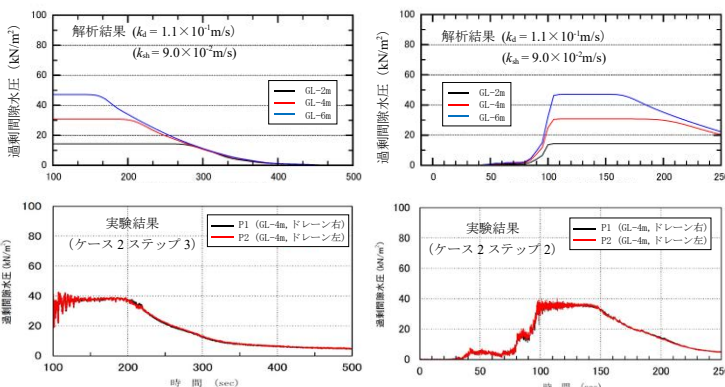 過剰間隙水圧 (kN/m²)
100
80
60
40
20
0
解析結果 (kd = 1.1×10⁻¹m/s)
(ksh = 9.0×10⁻²m/s)
GL-2m
GL-4m
GL-6m
100
200
300
400
500
過剰間隙水圧 (kN/m²)
100
80
60
40
20
0
解析結果 (kd = 1.1×10⁻¹m/s)
(ksh = 9.0×10⁻²m/s)
GL-2m
GL-4m
GL-6m
0
50
100
150
200
250
過剰間隙水圧 (kN/m²)
100
80
60
40
20
0
実験結果
(ケース 2 ステップ 3)
P1 (GL-4m, ドレーン右)
P2 (GL-4m, ドレーン左)
100
200
300
400
500
時 間 (sec)
過剰間隙水圧 (kN/m²)
100
80
60
40
20
0
実験結果
(ケース 2 ステップ 2)
P1 (GL-4m, ドレーン右)
P2 (GL-4m, ドレーン左)
0
50
100
150
200
250
時 間 (sec)